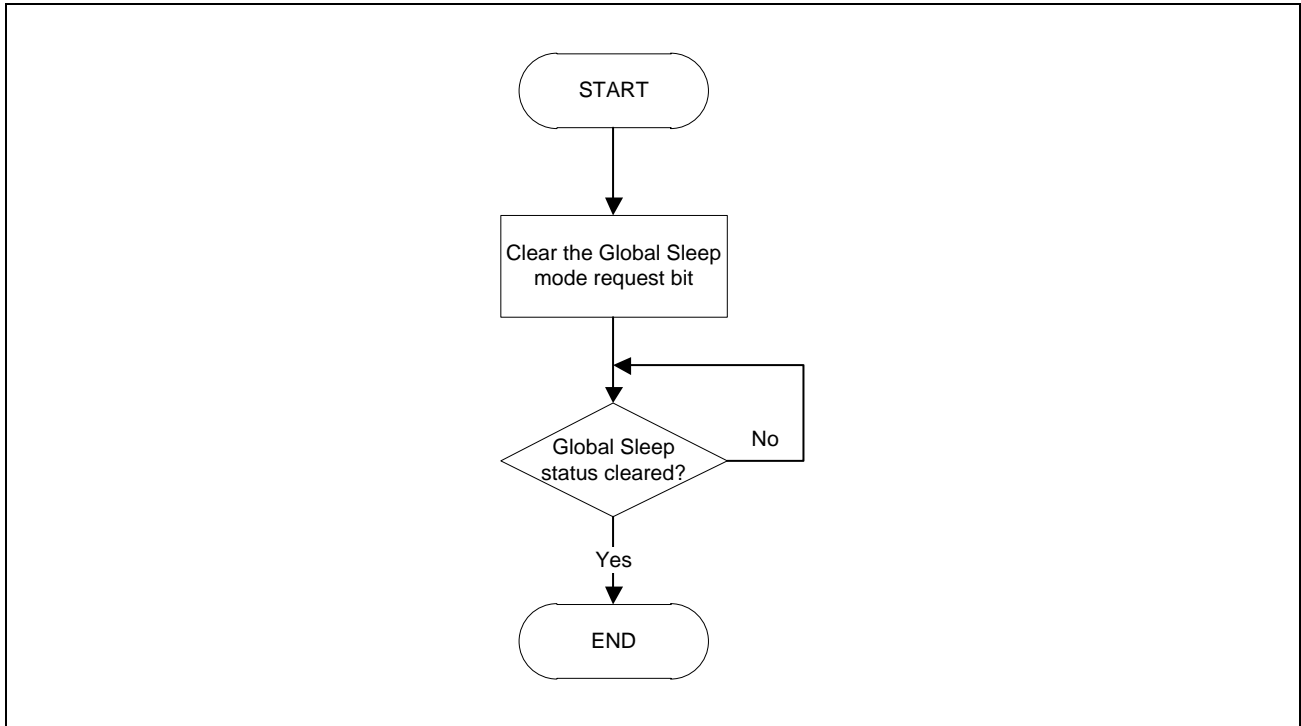 START
Clear the Global Sleep
mode request bit
Global Sleep
status cleared?
No
Yes
END